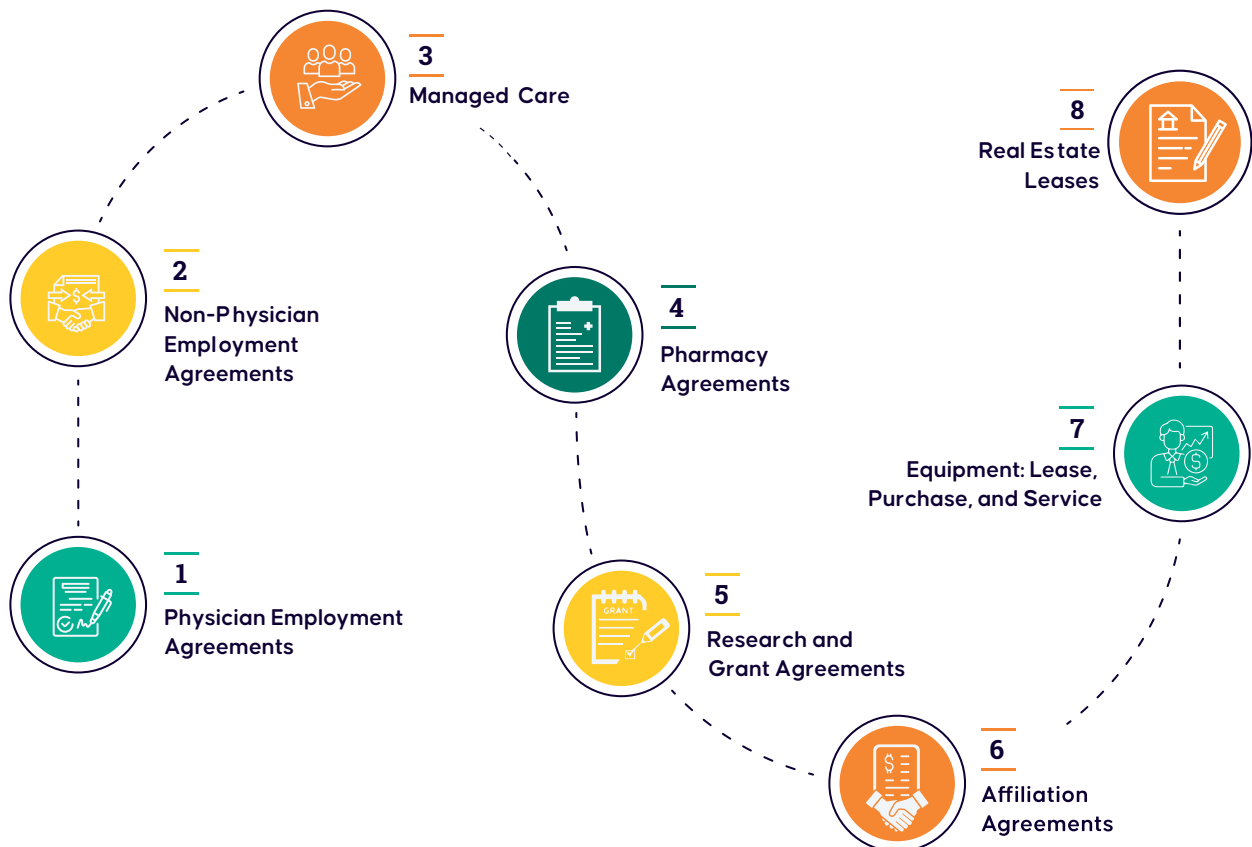 1
Physician Employment
Agreements
2
Non-Physician
Employment
Agreements
3
Managed Care
4
Pharmacy
Agreements
GRANT
5
Research and
Grant Agreements
$
6
Affiliation
Agreements
7
Equipment: Lease,
Purchase, and Service
$
8
Real Estate
Leases
$